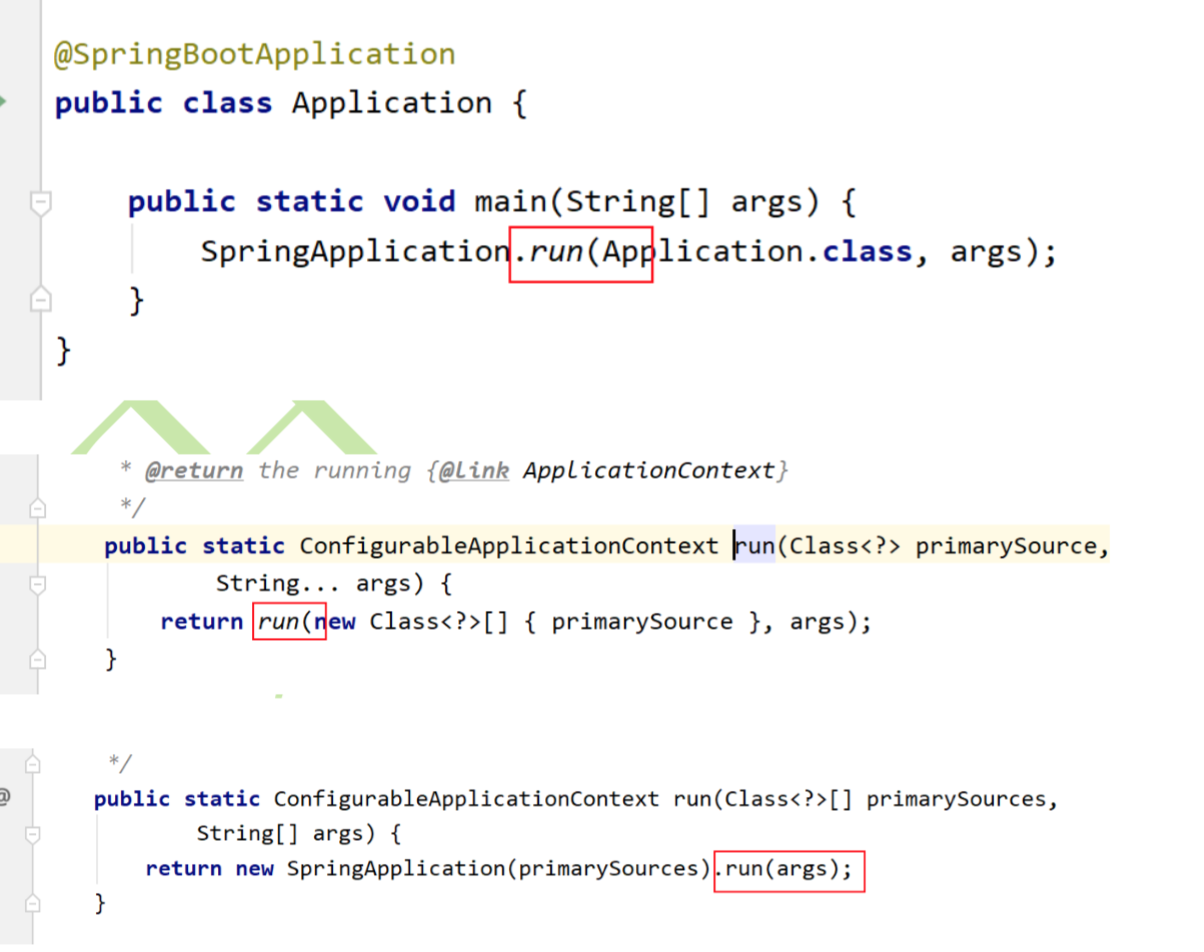 @SpringBootApplication
public class Application {
public static void main(String[] args) {
SpringApplication.run(Application.class, args);
}
}
* @return the running {@link ApplicationContext}
*/
public static ConfigurableApplicationContext run(Class<?> primarySource,
String... args) {
return run(new Class<?>[] { primarySource }, args);
}
*/
@ public static ConfigurableApplicationContext run(Class<?>[] primarySources,
String[] args) {
return new SpringApplication(primarySources).run(args);
}